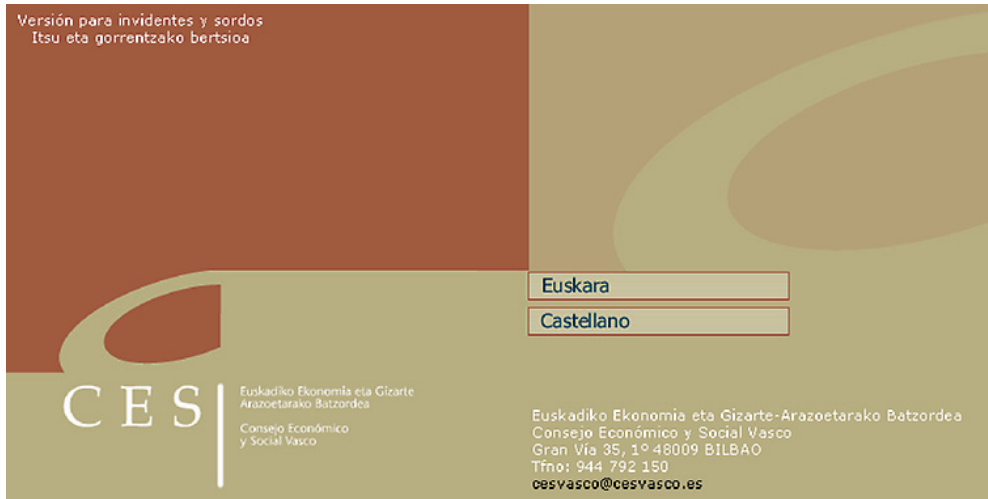 Versión para invidentes y sordos
Itsu eta gorrentzako bertsioa
Euskara
Castellano
CES
Euskadiko Ekonomia eta Gizarte
Arazoetarako Batzordea
Consejo Económico
y Social Vasco
Euskadiko Ekonomia eta Gizarte-Arazoetarako Batzordea
Consejo Económico y Social Vasco
Gran Vía 35, 1º 48009 BILBAO
Tfno: 944 792 150
cesvasco@cesvasco.es